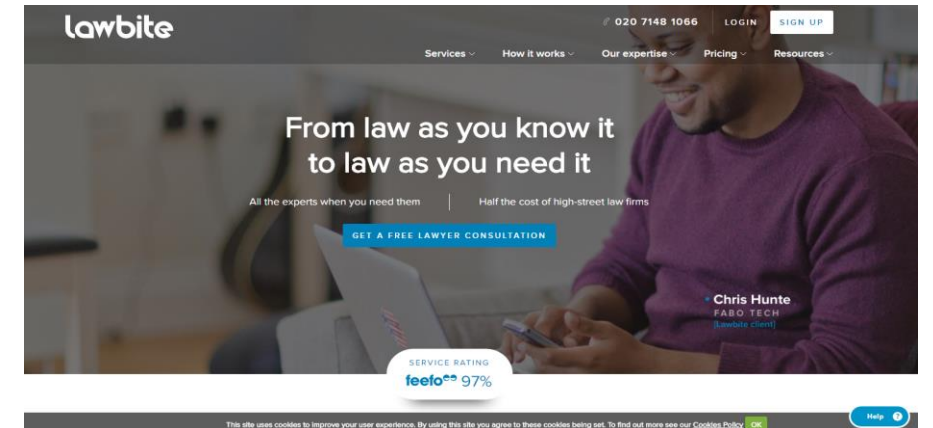 lawbite
020 7148 1066 LOGIN SIGN UP
Services How it works Our expertise Pricing Resources
From law as you know it
to law as you need it
All the experts when you need them Half the cost of high-street law firms
GET A FREE LAWYER CONSULTATION
Chris Hunte
FABO TECH
[Lawbite client]
SERVICE RATING
feefo 97%
Help ?
This site uses cookies to improve your user experience. By using this site you agree to these cookies being set. To find out more see our Cookies Policy OK